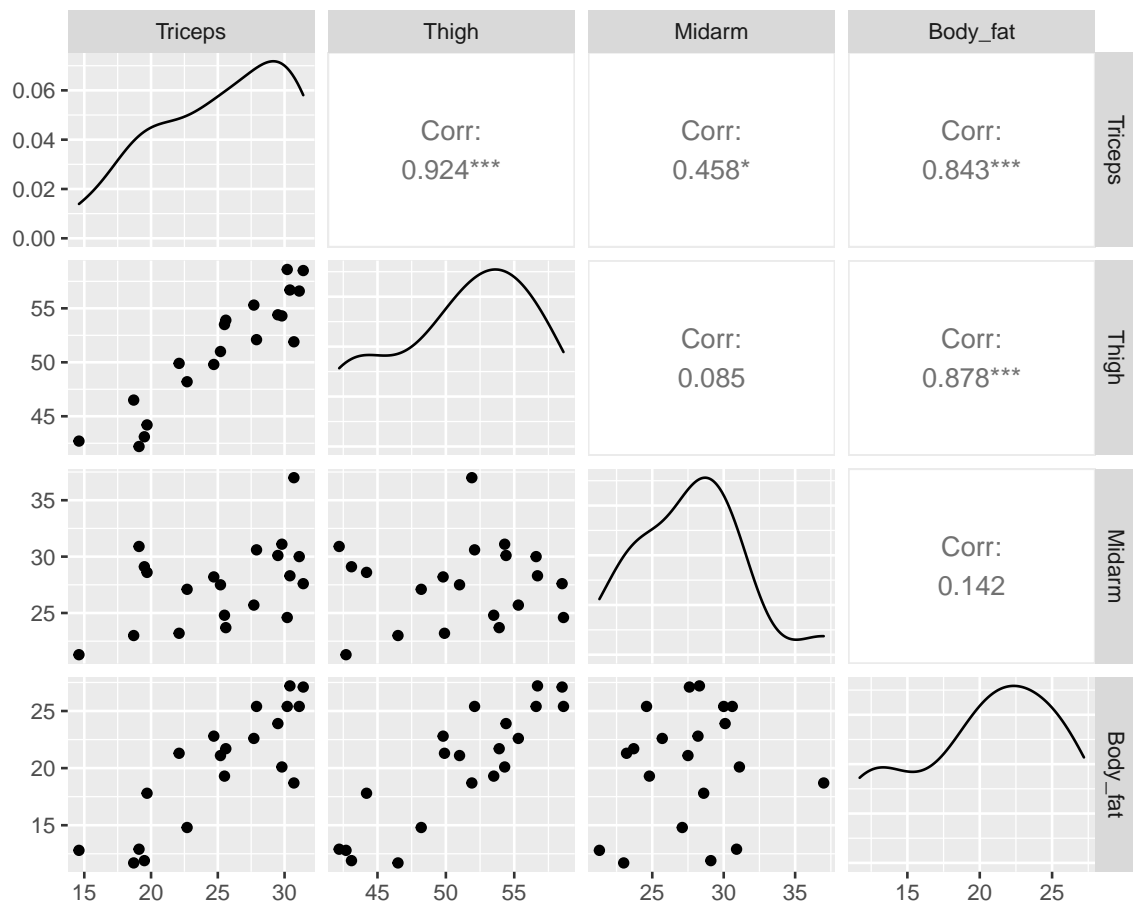 Triceps Thigh Midarm Body_fat
0.06
0.04
0.02
0.00
Corr:
0.924***
Corr:
0.458*
Corr:
0.843***
Triceps
55
50
45
Corr:
0.085
Corr:
0.878***
Thigh
35
30
25
Corr:
0.142
Midarm
25
20
15
Body_fat
15 20 25 30 45 50 55 25 30 35 15 20 25